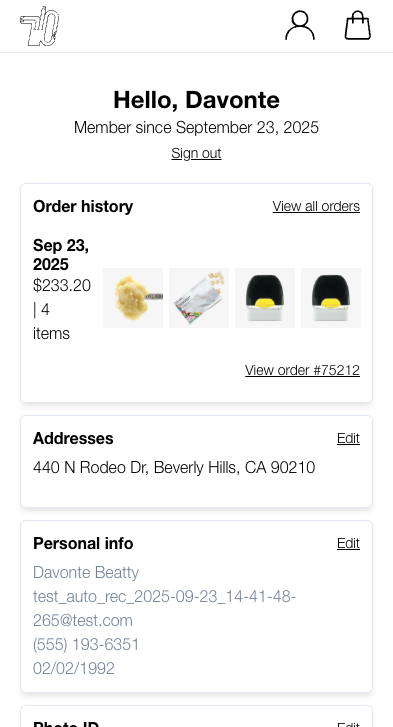 Hello, Davonte
Member since September 23, 2025
Sign out
Order history
View all orders
Sep 23,
2025
$233.20
| 4
items
View order #75212
Addresses
Edit
440 N Rodeo Dr, Beverly Hills, CA 90210
Personal info
Edit
Davonte Beatty
test_auto_rec_2025-09-23_14-41-48-
265@test.com
(555) 193-6351
02/02/1992
Photo ID
Edit